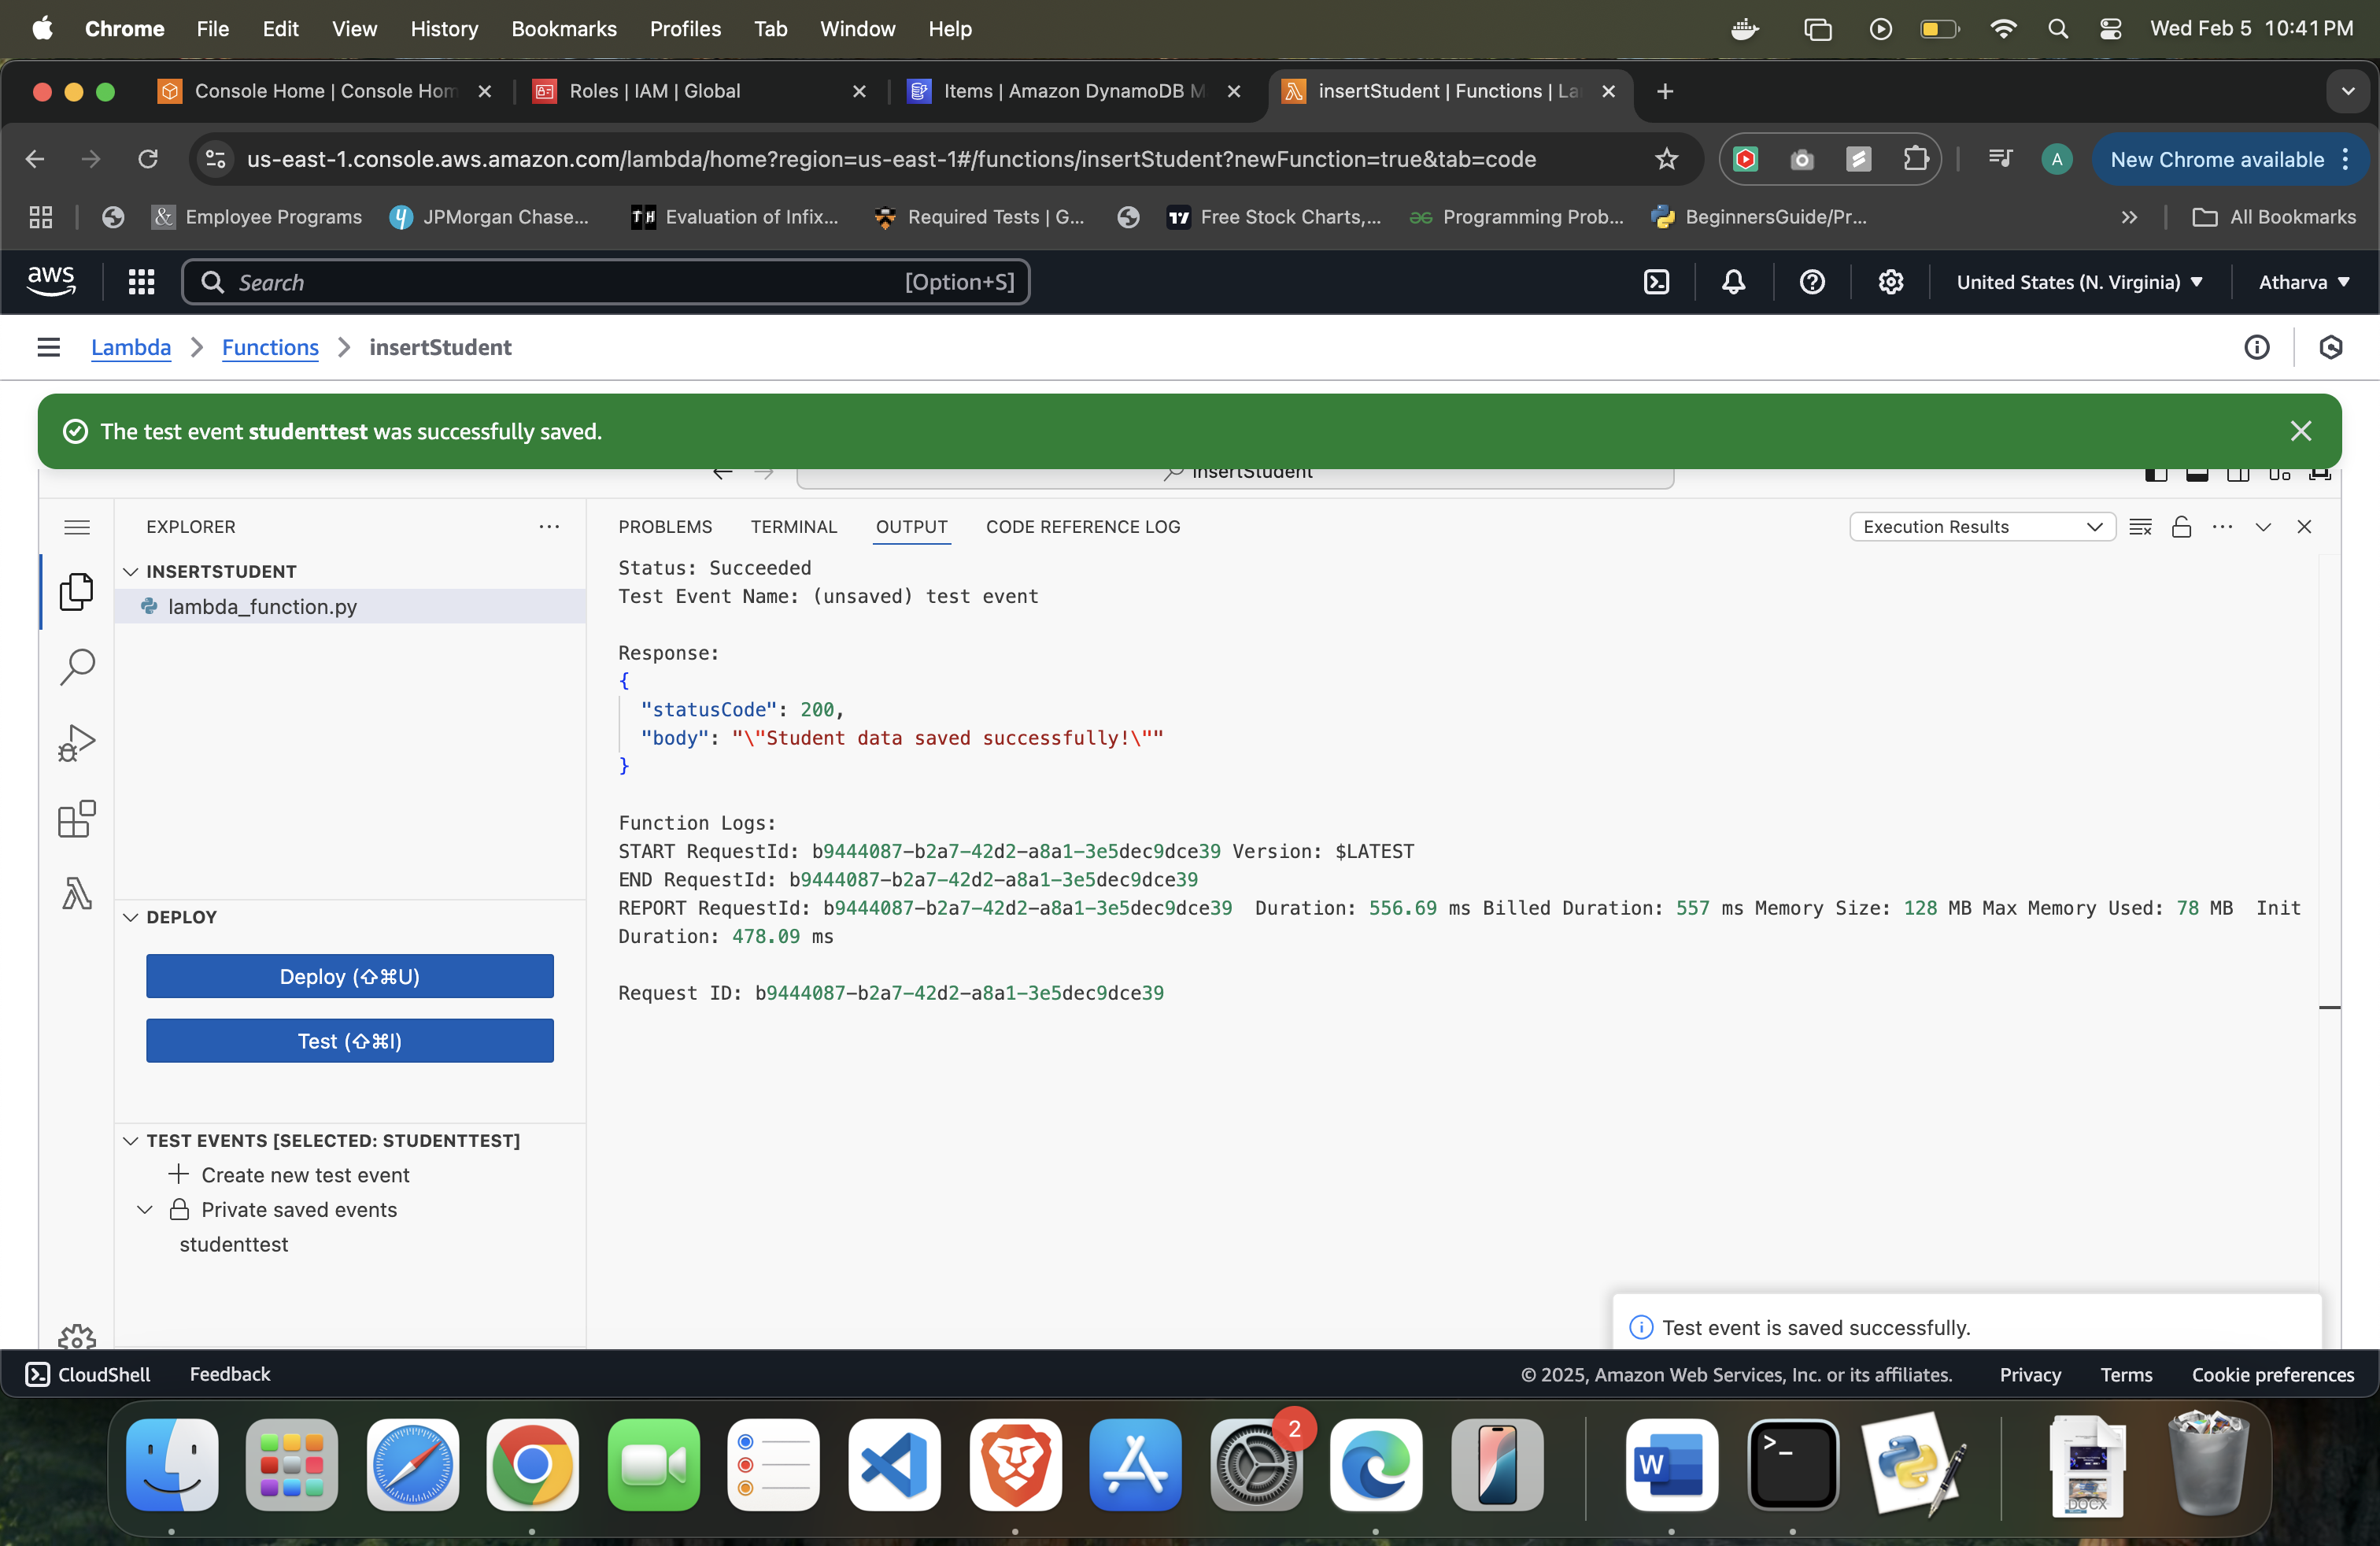 Chrome File Edit View History Bookmarks Profiles Tab Window Help Wed Feb 5 10:41 PM
Console Home | Console Hom Roles | IAM | Global Items | Amazon DynamoDB M insertStudent | Functions | La
us-east-1.console.aws.amazon.com/lambda/home?region=us-east-1#/functions/insertStudent?newFunction=true&tab=code A New Chrome available
Employee Programs JPMorgan Chase... Evaluation of Infix... Required Tests | G... Free Stock Charts,... Programming Prob... BeginnersGuide/Pr... » All Bookmarks
aws Search [Option+S] United States (N. Virginia) Atharva
Lambda Functions insertStudent
The test event studenttest was successfully saved.
insertStudent
EXPLORER ... PROBLEMS TERMINAL OUTPUT CODE REFERENCE LOG Execution Results ...
INSERTSTUDENT
lambda_function.py
Status: Succeeded
Test Event Name: (unsaved) test event
Response:
{
"statusCode": 200,
"body": "\"Student data saved successfully!\""
}
Function Logs:
START RequestId: b9444087-b2a7-42d2-a8a1-3e5dec9dce39 Version: $LATEST
END RequestId: b9444087-b2a7-42d2-a8a1-3e5dec9dce39
REPORT RequestId: b9444087-b2a7-42d2-a8a1-3e5dec9dce39 Duration: 556.69 ms Billed Duration: 557 ms Memory Size: 128 MB Max Memory Used: 78 MB Init
Duration: 478.09 ms
Request ID: b9444087-b2a7-42d2-a8a1-3e5dec9dce39
DEPLOY
Deploy (⇧⌘U)
Test (⇧⌘I)
TEST EVENTS [SELECTED: STUDENTTEST]
Create new test event
Private saved events
studenttest
Test event is saved successfully.
CloudShell Feedback © 2025, Amazon Web Services, Inc. or its affiliates. Privacy Terms Cookie preferences
2
W
>_
DOCX